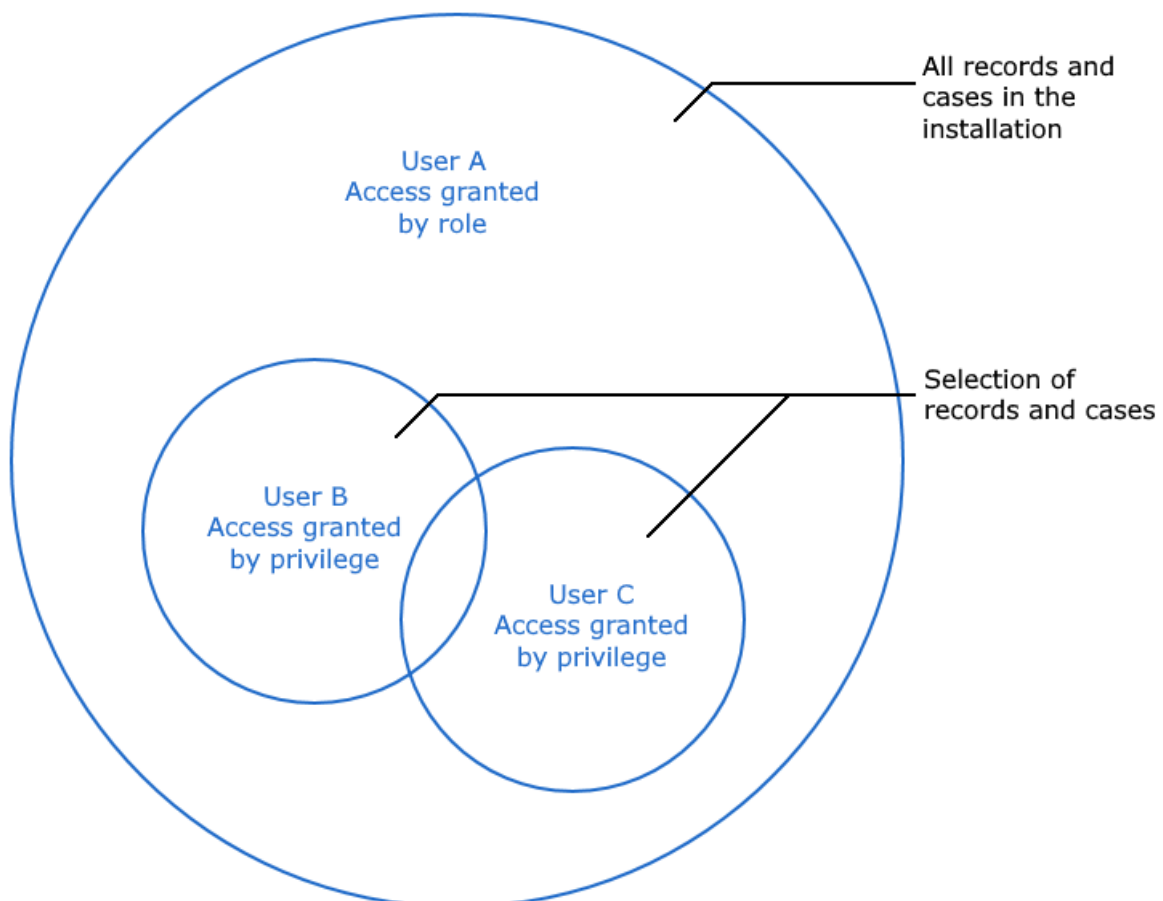 All records and
cases in the
installation
User A
Access granted
by role
Selection of
records and cases
User B
Access granted
by privilege
User C
Access granted
by privilege